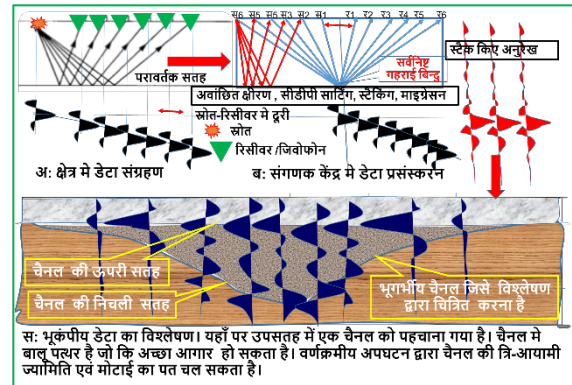 स6 स5 स5 स3 स2 स1 र1 र2 र3 र4 र5 र6
स्टैक किए अनुरेख
परावर्तक सतह
सर्वनिष्ट
गहराई बिन्दु
अवांछित क्षीरण , सीडीपी सार्टिंग, स्टैकिंग, माइग्रेसन
स्रोत-रिसीवर मे दूरी
स्रोत
रिसीवर /जिवोफोन
अ: क्षेत्र मे डेटा संग्रहण
ब: संगणक केंद्र मे डेटा प्रसंस्करन
चैनल की ऊपरी सतह
चैनल की निचली सतह
भूगर्भीय चैनल जिसे विश्लेषण
द्वारा चित्रित करना है
स: भूकंपीय डेटा का विश्लेषण। यहाँ पर उपसतह में एक चैनल को पहचाना गया है। चैनल मे
बालू पत्थर है जो कि अच्छा आगार हो सकता है। वर्णक्रमीय अपघटन द्वारा चैनल की त्रि-आयामी
ज्यामिति एवं मोटाई का पत चल सकता है।